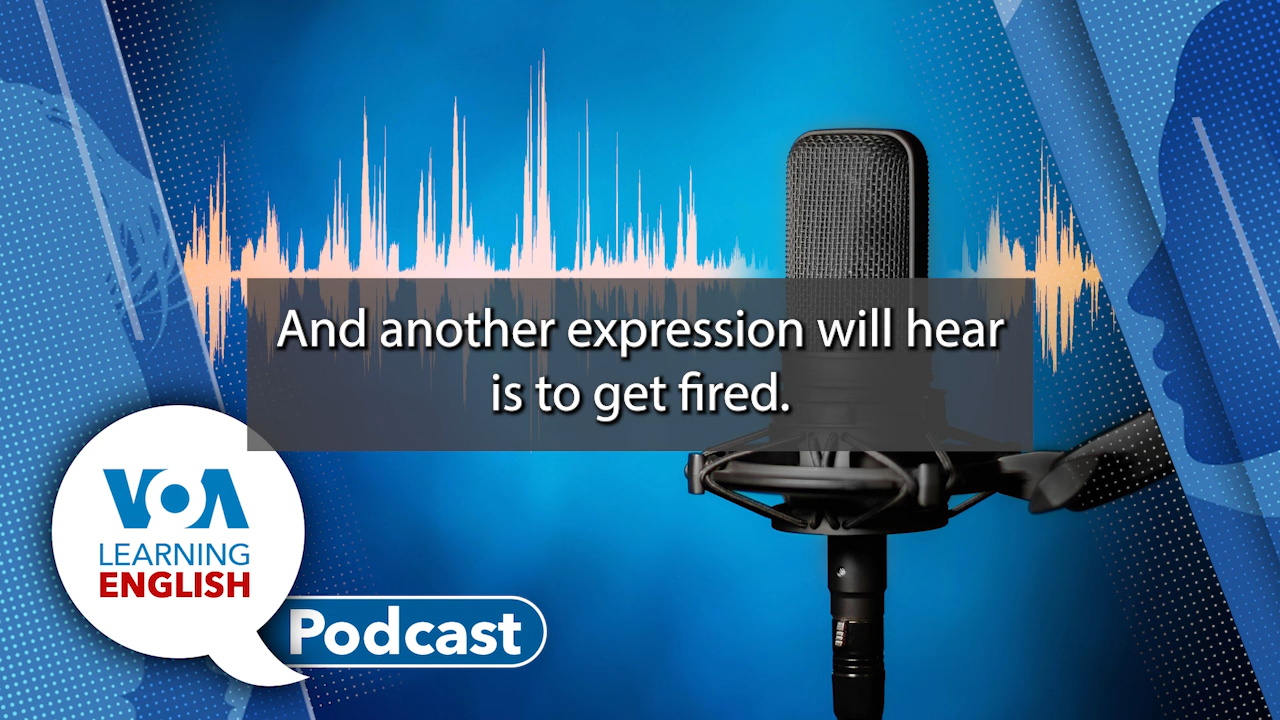 And another expression will hear
is to get fired.
VOA
LEARNING
ENGLISH
Podcast